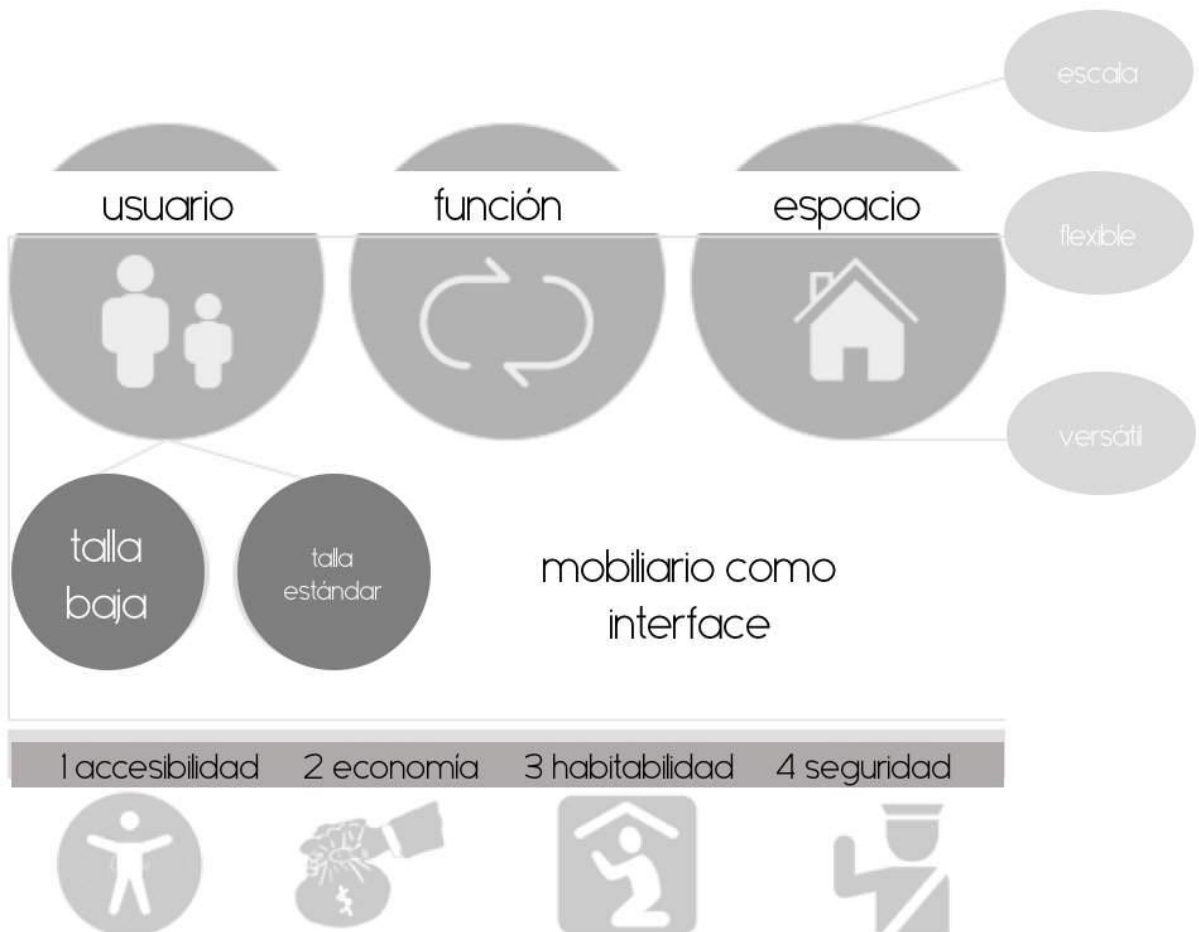 escala
usuario
función
espacio
flexible
versátil
talla
baja
talla
estándar
mobiliario como
interface
1 accesibilidad
2 economía
3 habitabilidad
4 seguridad
$